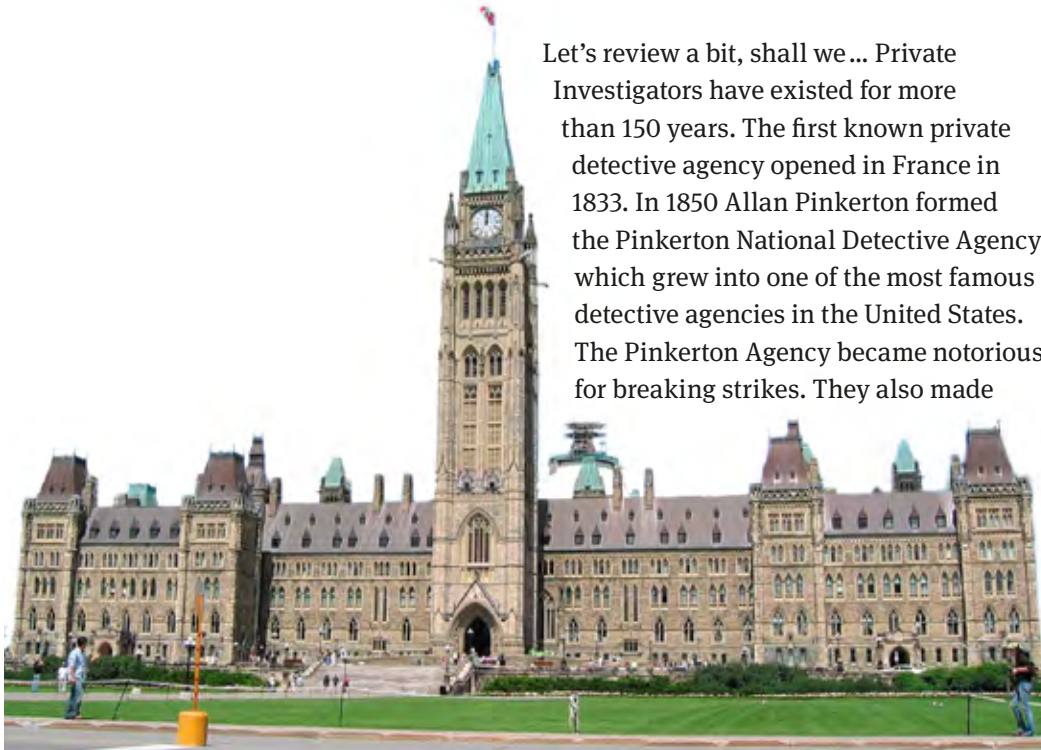 Let's review a bit, shall we... Private
Investigators have existed for more
than 150 years. The first known private
detective agency opened in France in
1833. In 1850 Allan Pinkerton formed
the Pinkerton National Detective Agency
which grew into one of the most famous
detective agencies in the United States.
The Pinkerton Agency became notorious
for breaking strikes. They also made